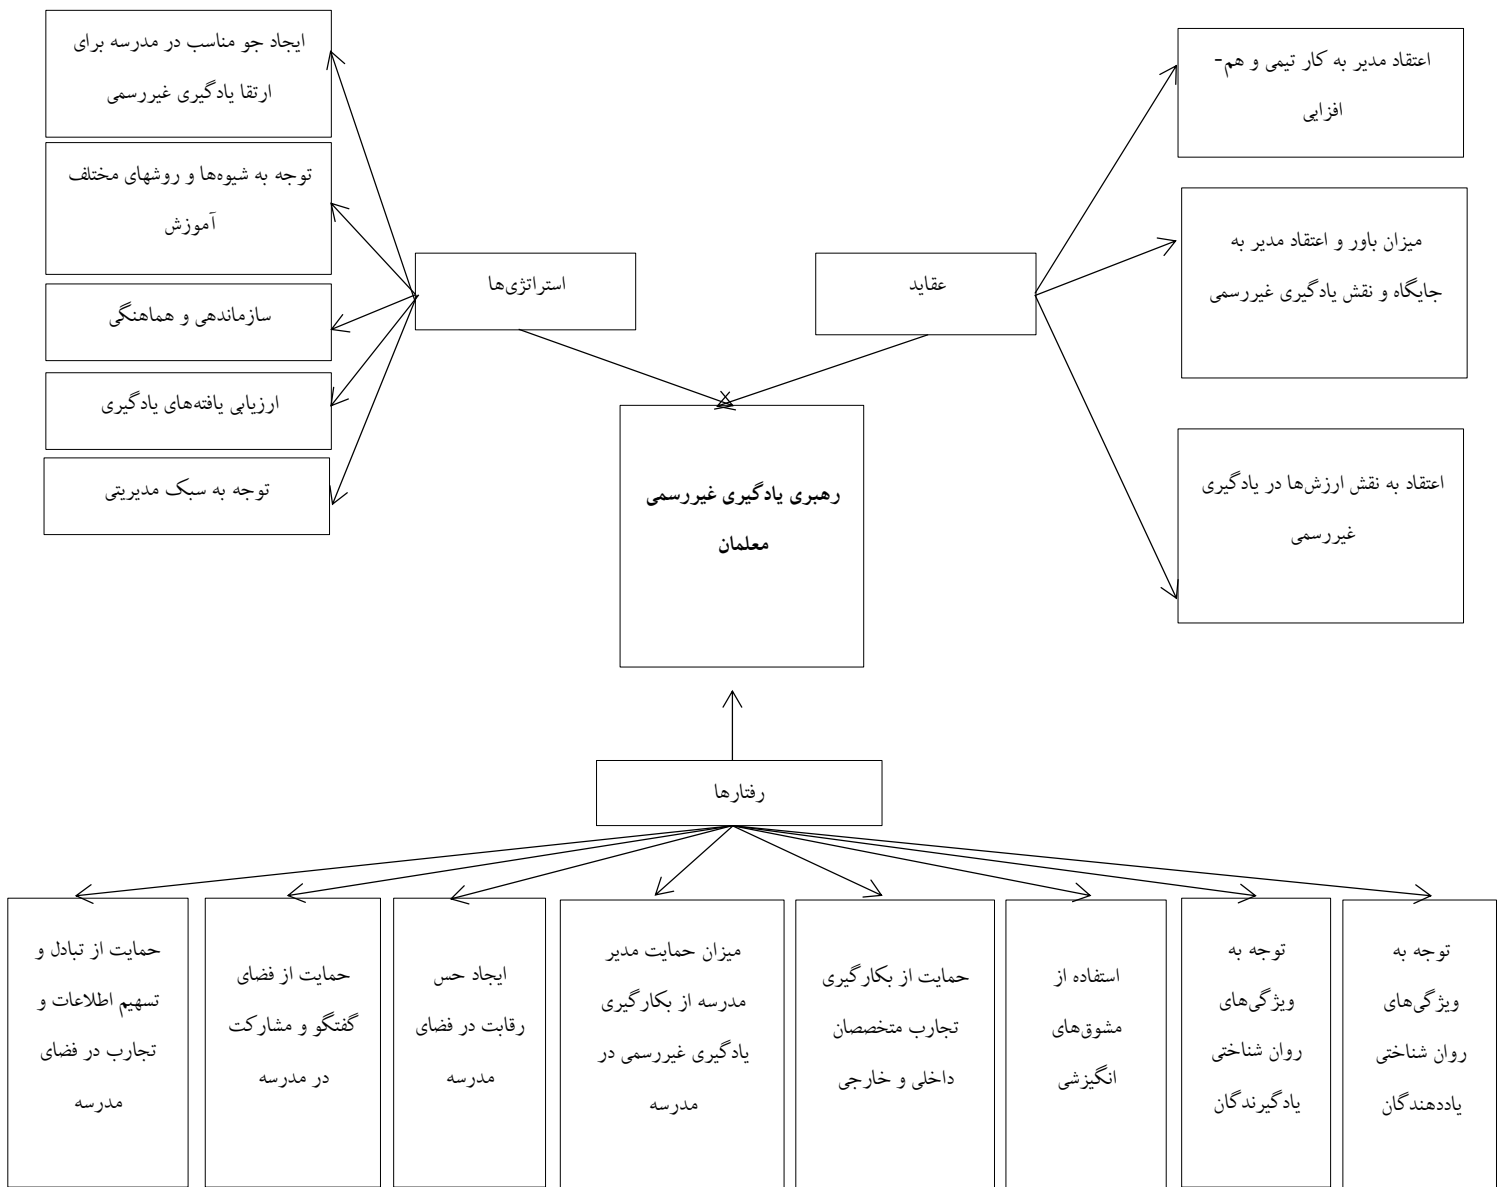 اعتقاد مدیر به کار تیمی و هم-
افزایی
میزان باور و اعتقاد مدیر به
جایگاه و نقش یادگیری غیررسمی
اعتقاد به نقش ارزش‌ها در یادگیری
غیررسمی
عقاید
استراتژی‌ها
ایجاد جو مناسب در مدرسه برای
ارتقا یادگیری غیررسمی
توجه به شیوه‌ها و روشهای مختلف
آموزش
سازماندهی و هماهنگی
ارزیابی یافته‌های یادگیری
توجه به سبک مدیریتی
رهبری یادگیری غیررسمی
معلمان
رفتارها
توجه به
ویژگی‌های
روان شناختی
یاددهندگان
توجه به
ویژگی‌های
روان شناختی
یادگیرندگان
استفاده از
مشوق‌های
انگیزشی
حمایت از بکارگیری
تجارب متخصصان
داخلی و خارجی
میزان حمایت مدیر
مدرسه از بکارگیری
یادگیری غیررسمی در
مدرسه
ایجاد حس
رقابت در فضای
مدرسه
حمایت از فضای
گفتگو و مشارکت
در مدرسه
حمایت از تبادل و
تسهیم اطلاعات و
تجارب در فضای
مدرسه